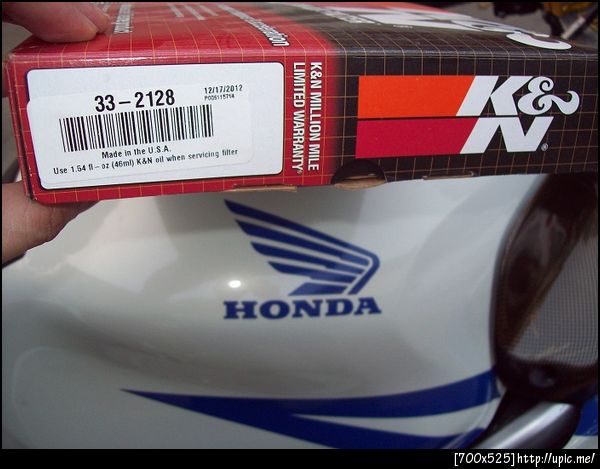 33-2128
12/17/2012
Made in the U.S.A.
Use 1.54 fl-oz (46ml) K&N oil when servicing filter
K&N MILLION MILE
LIMITED WARRANTY
K&N
HONDA
[700x525]http://upic.me/